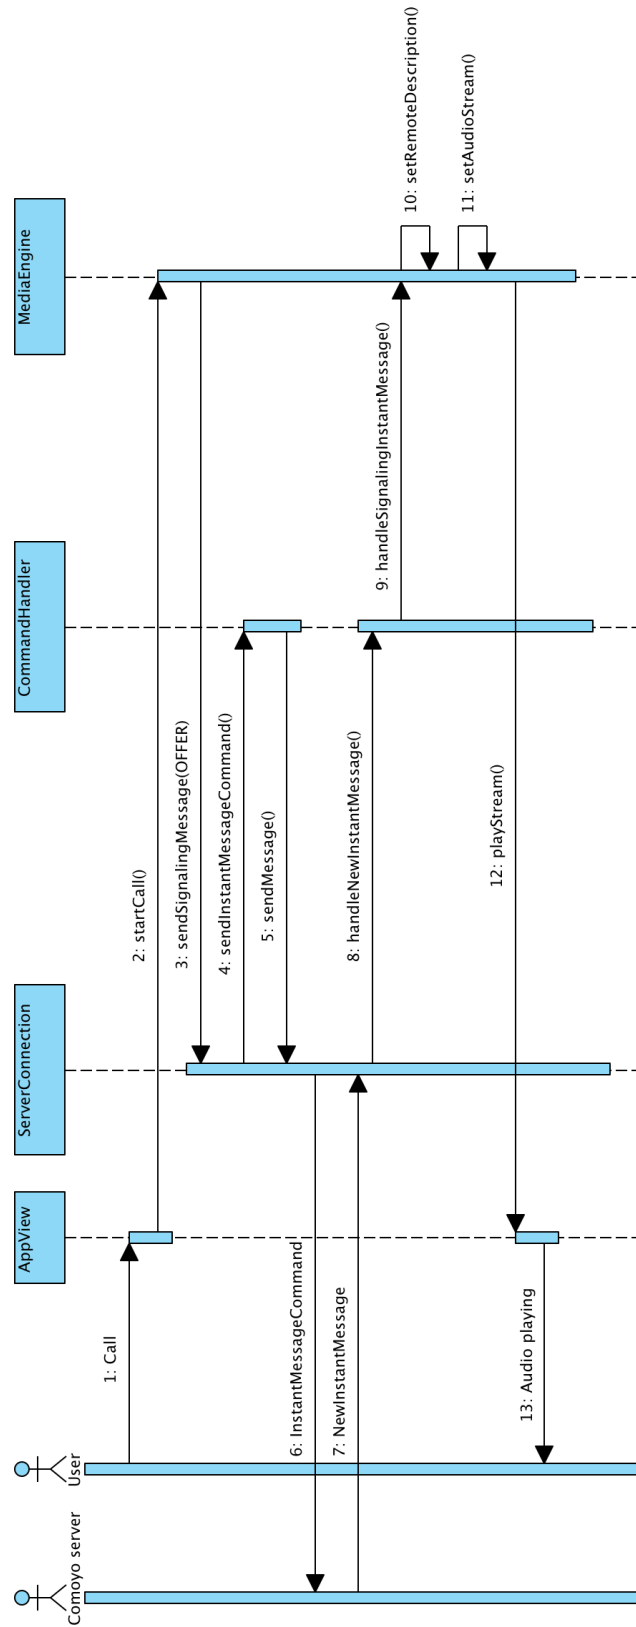 Comoyo server
User
AppView
ServerConnection
CommandHandler
MediaEngine
1: Call
2: startCall()
3: sendSignalingMessage(OFFER)
4: sendInstantMessageCommand()
5: sendMessage()
6: InstantMessageCommand
7: NewInstantMessage
8: handleNewInstantMessage()
9: handleSignalingInstantMessage()
10: setRemoteDescription()
11: setAudioStream()
12: playStream()
13: Audio playing